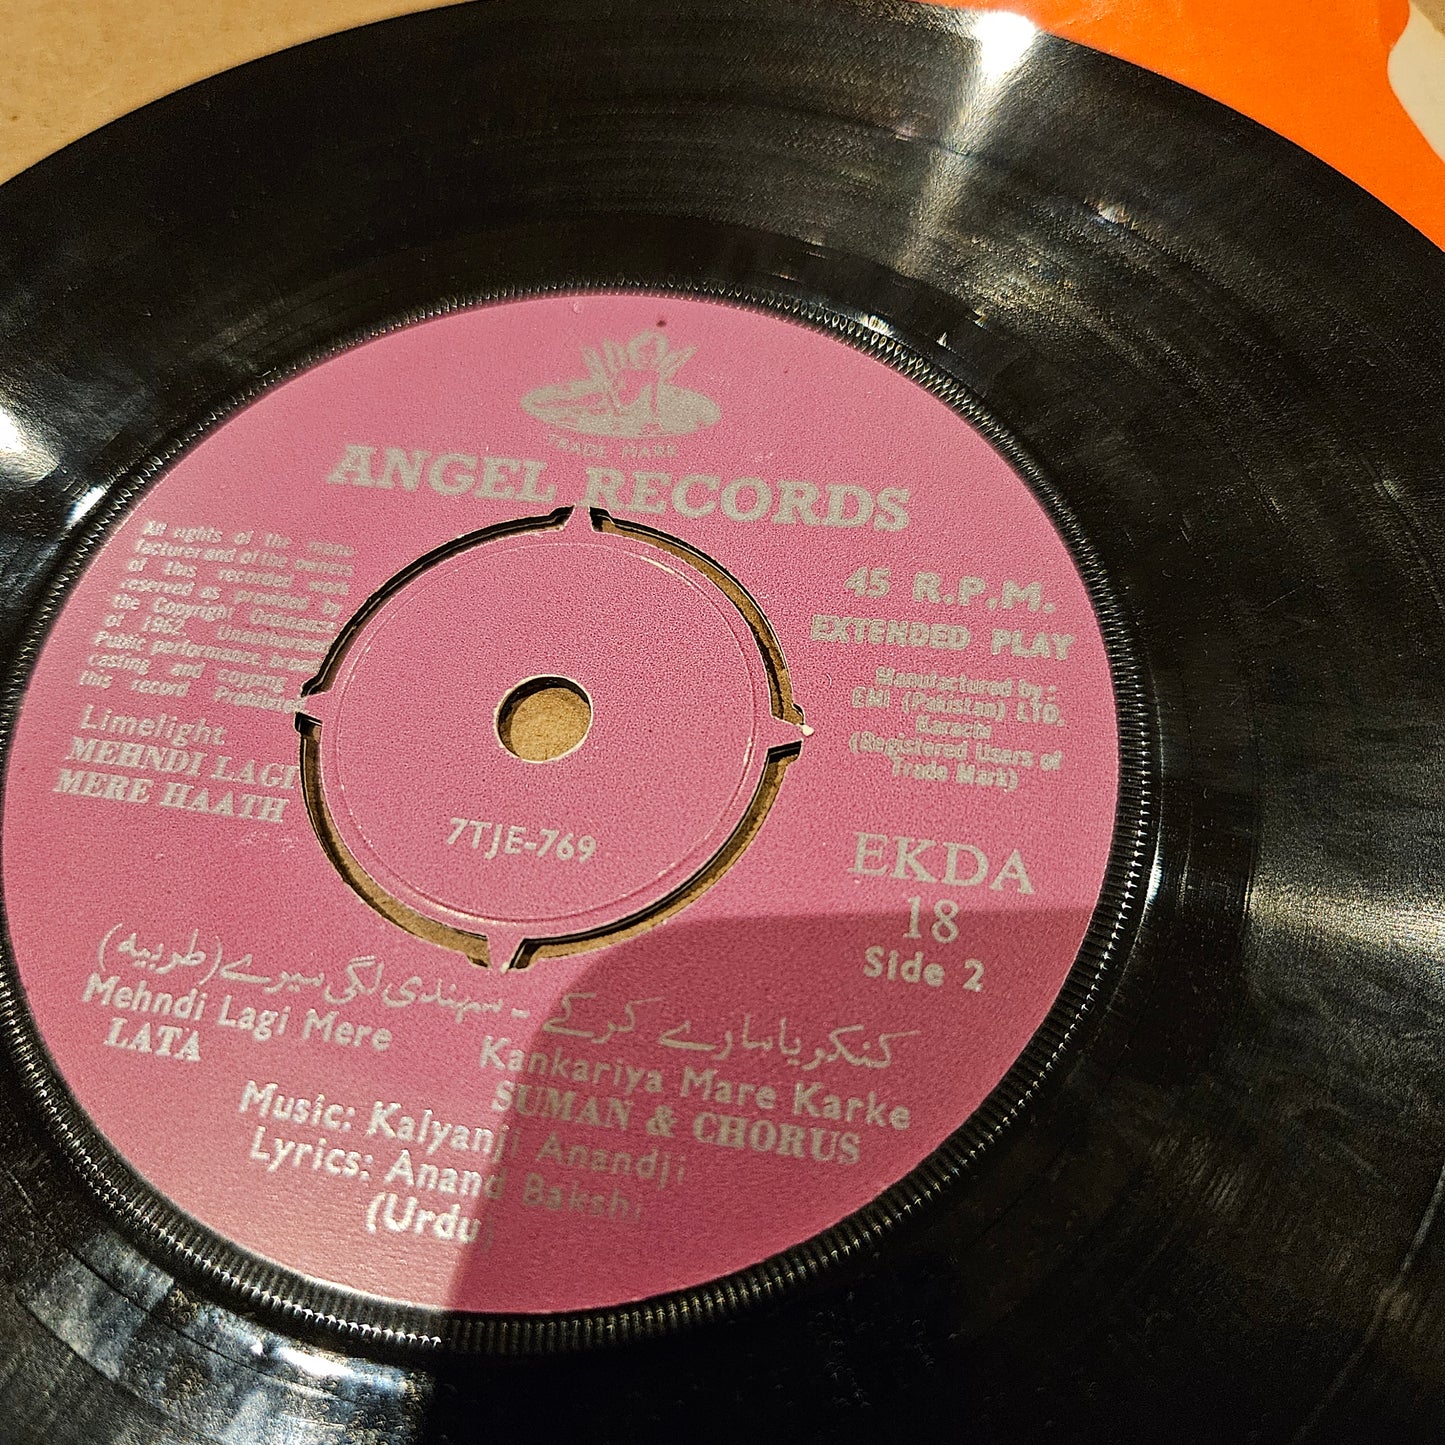 TRADE MARK
ANGEL RECORDS
All rights of the manu-
facturer and of the owners
of this recorded work
reserved as provided by
the Copyright Ordinance
of 1962. Unauthorised
Public performance, broad
casting and coyping
this record Prohibited
45 R.P.M.
EXTENDED PLAY
Manufactured by :
EMI (Pakistan) LTD.
Karachi
(Registered Users of
Trade Mark)
Limelight
MEHNDI LAGI
MERE HAATH
7TJE-769
EKDA
18
Side 2
کنکریا مارے کرکے - مہندی لگی میرے (طربیہ)
Mehndi Lagi Mere
LATA
Kankariya Mare Karke
SUMAN & CHORUS
Music: Kalyanji Anandji
Lyrics: Anand Bakshi
(Urdu)